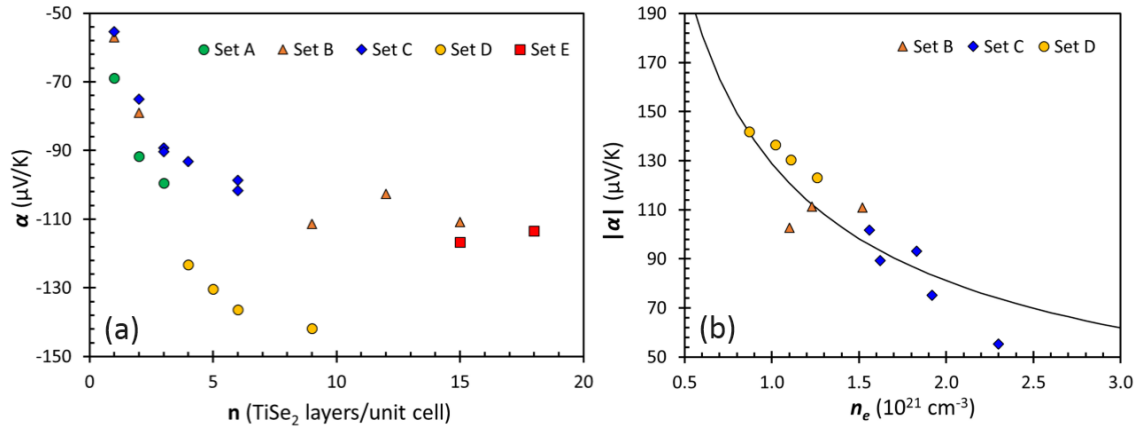 -50
-70
-90
-110
-130
-150
α (µV/K)
Set A Set B Set C Set D Set E
(a)
0 5 10 15 20
n (TiSe₂ layers/unit cell)
190
170
150
130
110
90
70
50
|α| (µV/K)
Set B Set C Set D
(b)
0.5 1.0 1.5 2.0 2.5 3.0
nₑ (10²¹ cm⁻³)